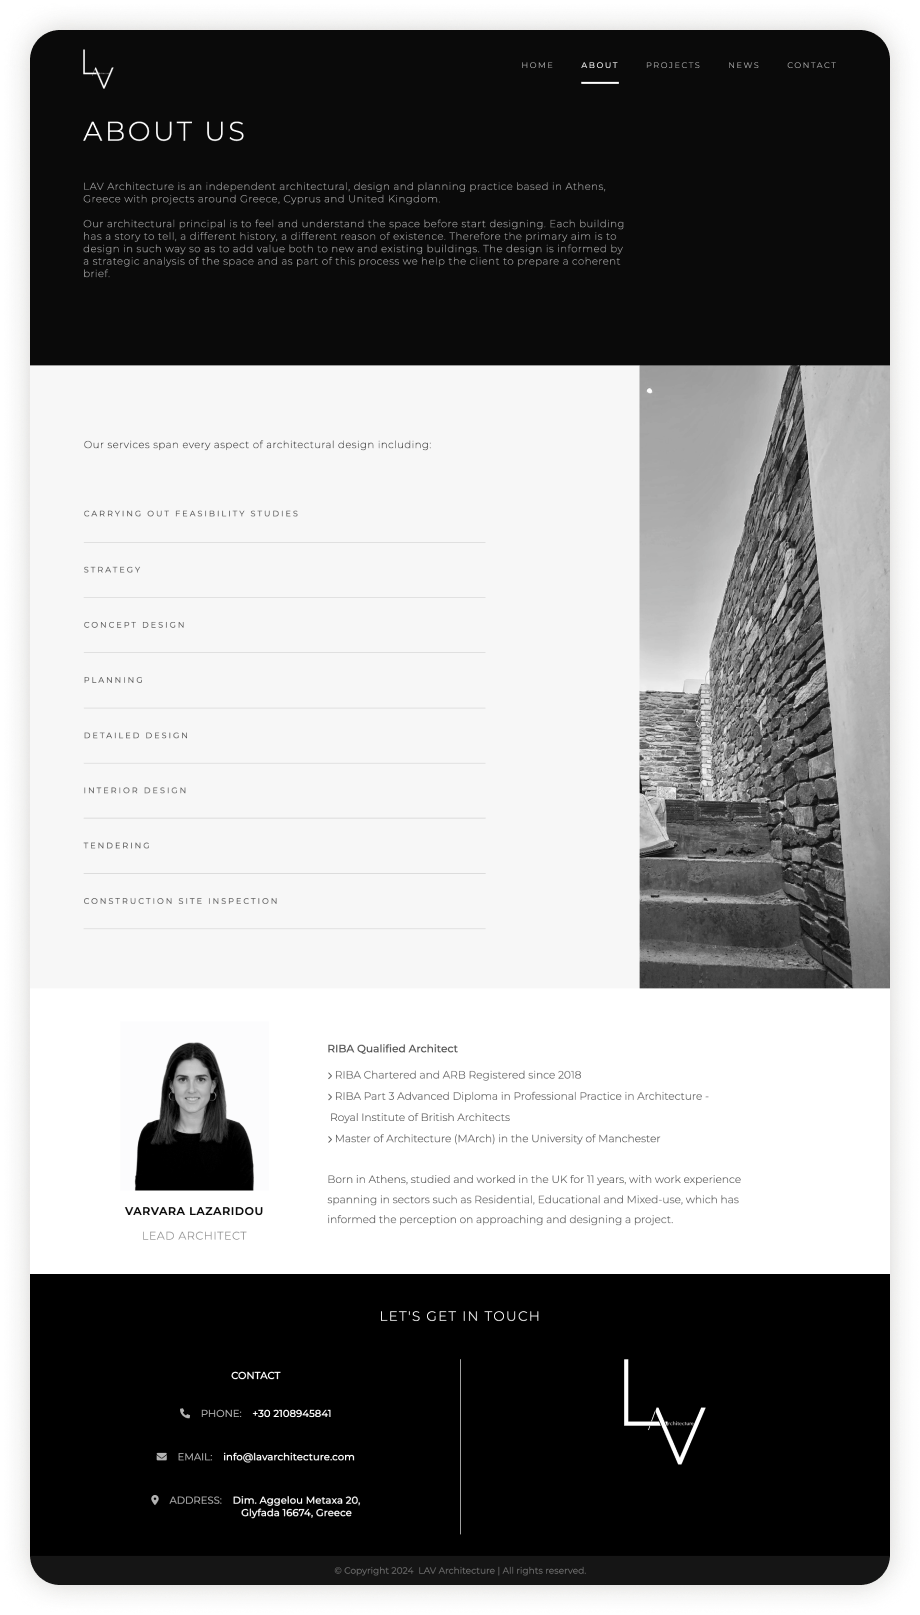 LV
HOME ABOUT PROJECTS NEWS CONTACT
ABOUT US
LAV Architecture is an independent architectural, design and planning practice based in Athens,
Greece with projects around Greece, Cyprus and United Kingdom.
Our architectural principal is to feel and understand the space before start designing. Each building
has a story to tell, a different history, a different reason of existence. Therefore the primary aim is to
design in such way so as to add value both to new and existing buildings. The design is informed by
a strategic analysis of the space and as part of this process we help the client to prepare a coherent
brief.
Our services span every aspect of architectural design including:
CARRYING OUT FEASIBILITY STUDIES
STRATEGY
CONCEPT DESIGN
PLANNING
DETAILED DESIGN
INTERIOR DESIGN
TENDERING
CONSTRUCTION SITE INSPECTION
VARVARA LAZARIDOU
LEAD ARCHITECT
RIBA Qualified Architect
› RIBA Chartered and ARB Registered since 2018
› RIBA Part 3 Advanced Diploma in Professional Practice in Architecture -
Royal Institute of British Architects
› Master of Architecture (MArch) in the University of Manchester
Born in Athens, studied and worked in the UK for 11 years, with work experience
spanning in sectors such as Residential, Educational and Mixed-use, which has
informed the perception on approaching and designing a project.
LET'S GET IN TOUCH
CONTACT
PHONE: +30 2108945841
EMAIL: info@lavarchitecture.com
ADDRESS: Dim. Aggelou Metaxa 20,
Glyfada 16674, Greece
LAV
Architecture
© Copyright 2024 LAV Architecture | All rights reserved.